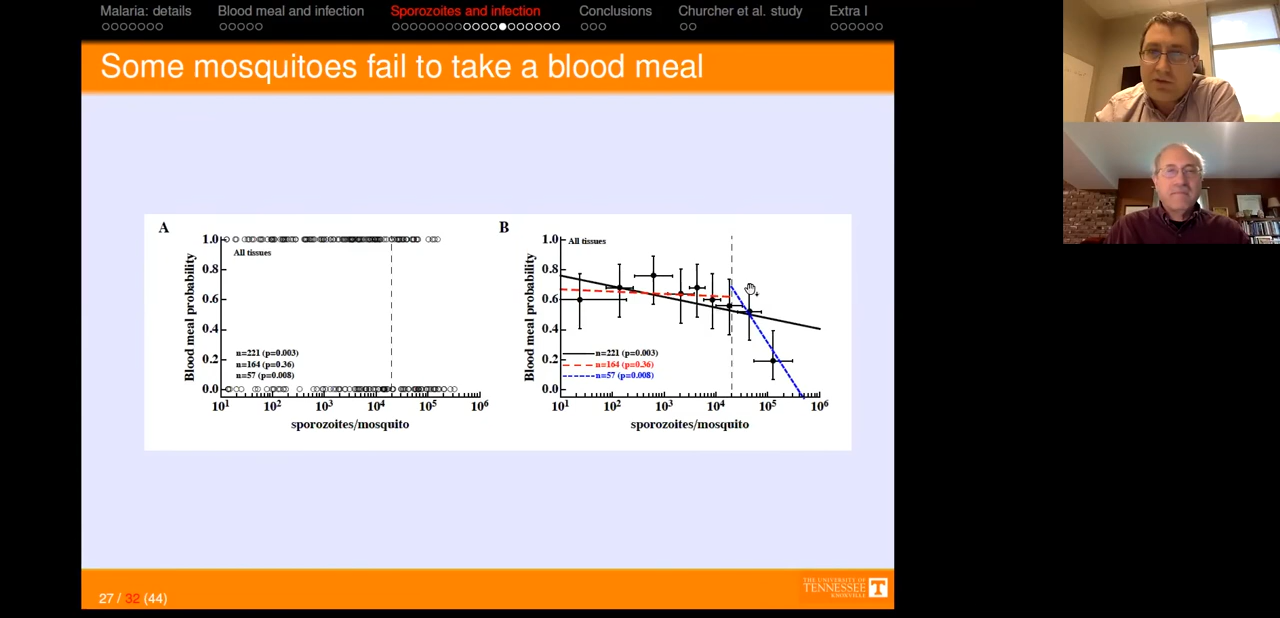 Malaria: details Blood meal and infection Sporozoites and infection Conclusions Churcher et al. study Extra I
Some mosquitoes fail to take a blood meal
A
Blood meal probability
1.0
0.8
0.6
0.4
0.2
0.0
All tissues
n=221 (p=0.003)
n=164 (p=0.36)
n=57 (p=0.008)
10¹ 10² 10³ 10⁴ 10⁵ 10⁶
sporozoites/mosquito
B
Blood meal probability
1.0
0.8
0.6
0.4
0.2
0.0
All tissues
n=221 (p=0.003)
n=164 (p=0.36)
n=57 (p=0.008)
10¹ 10² 10³ 10⁴ 10⁵ 10⁶
sporozoites/mosquito
27 / 32 (44)
THE UNIVERSITY OF
TENNESSEE
KNOXVILLE
T